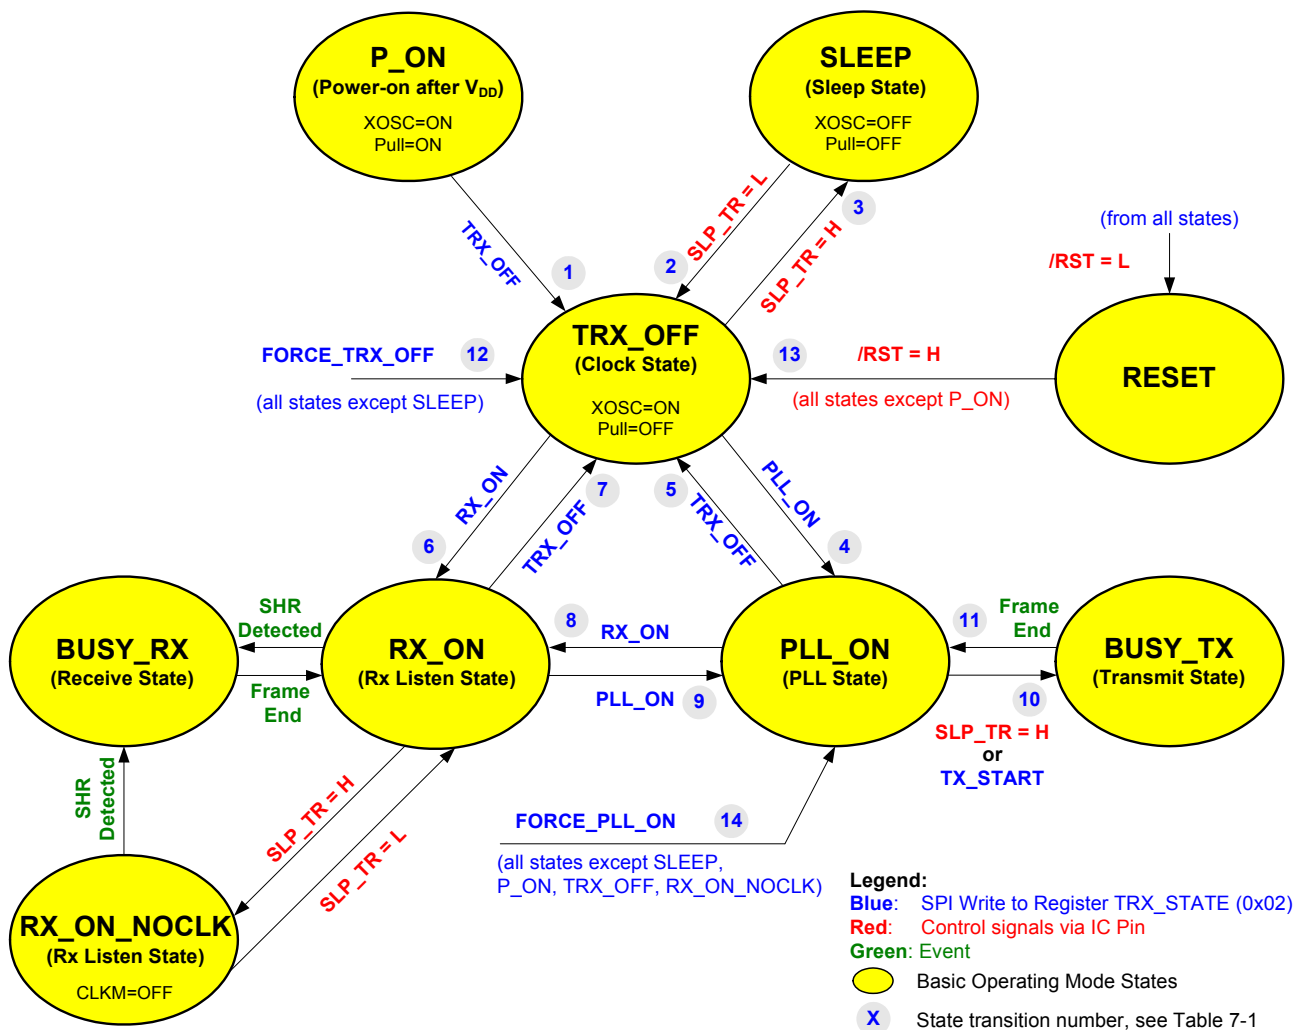 P_ON
(Power-on after VDD)
XOSC=ON
Pull=ON
SLEEP
(Sleep State)
XOSC=OFF
Pull=OFF
TRX_OFF
1
SLP_TR = L
2
SLP_TR = H
3
(from all states)
/RST = L
RESET
TRX_OFF
(Clock State)
XOSC=ON
Pull=OFF
FORCE_TRX_OFF
12
(all states except SLEEP)
13
/RST = H
(all states except P_ON)
RX_ON
6
TRX_OFF
7
TRX_OFF
5
PLL_ON
4
BUSY_RX
(Receive State)
SHR
Detected
Frame
End
RX_ON
(Rx Listen State)
8
RX_ON
PLL_ON
9
PLL_ON
(PLL State)
11
Frame
End
10
SLP_TR = H
or
TX_START
BUSY_TX
(Transmit State)
SHR
Detected
SLP_TR = H
SLP_TR = L
RX_ON_NOCLK
(Rx Listen State)
CLKM=OFF
FORCE_PLL_ON
14
(all states except SLEEP,
P_ON, TRX_OFF, RX_ON_NOCLK)
Legend:
Blue: SPI Write to Register TRX_STATE (0x02)
Red: Control signals via IC Pin
Green: Event
Basic Operating Mode States
X State transition number, see Table 7-1